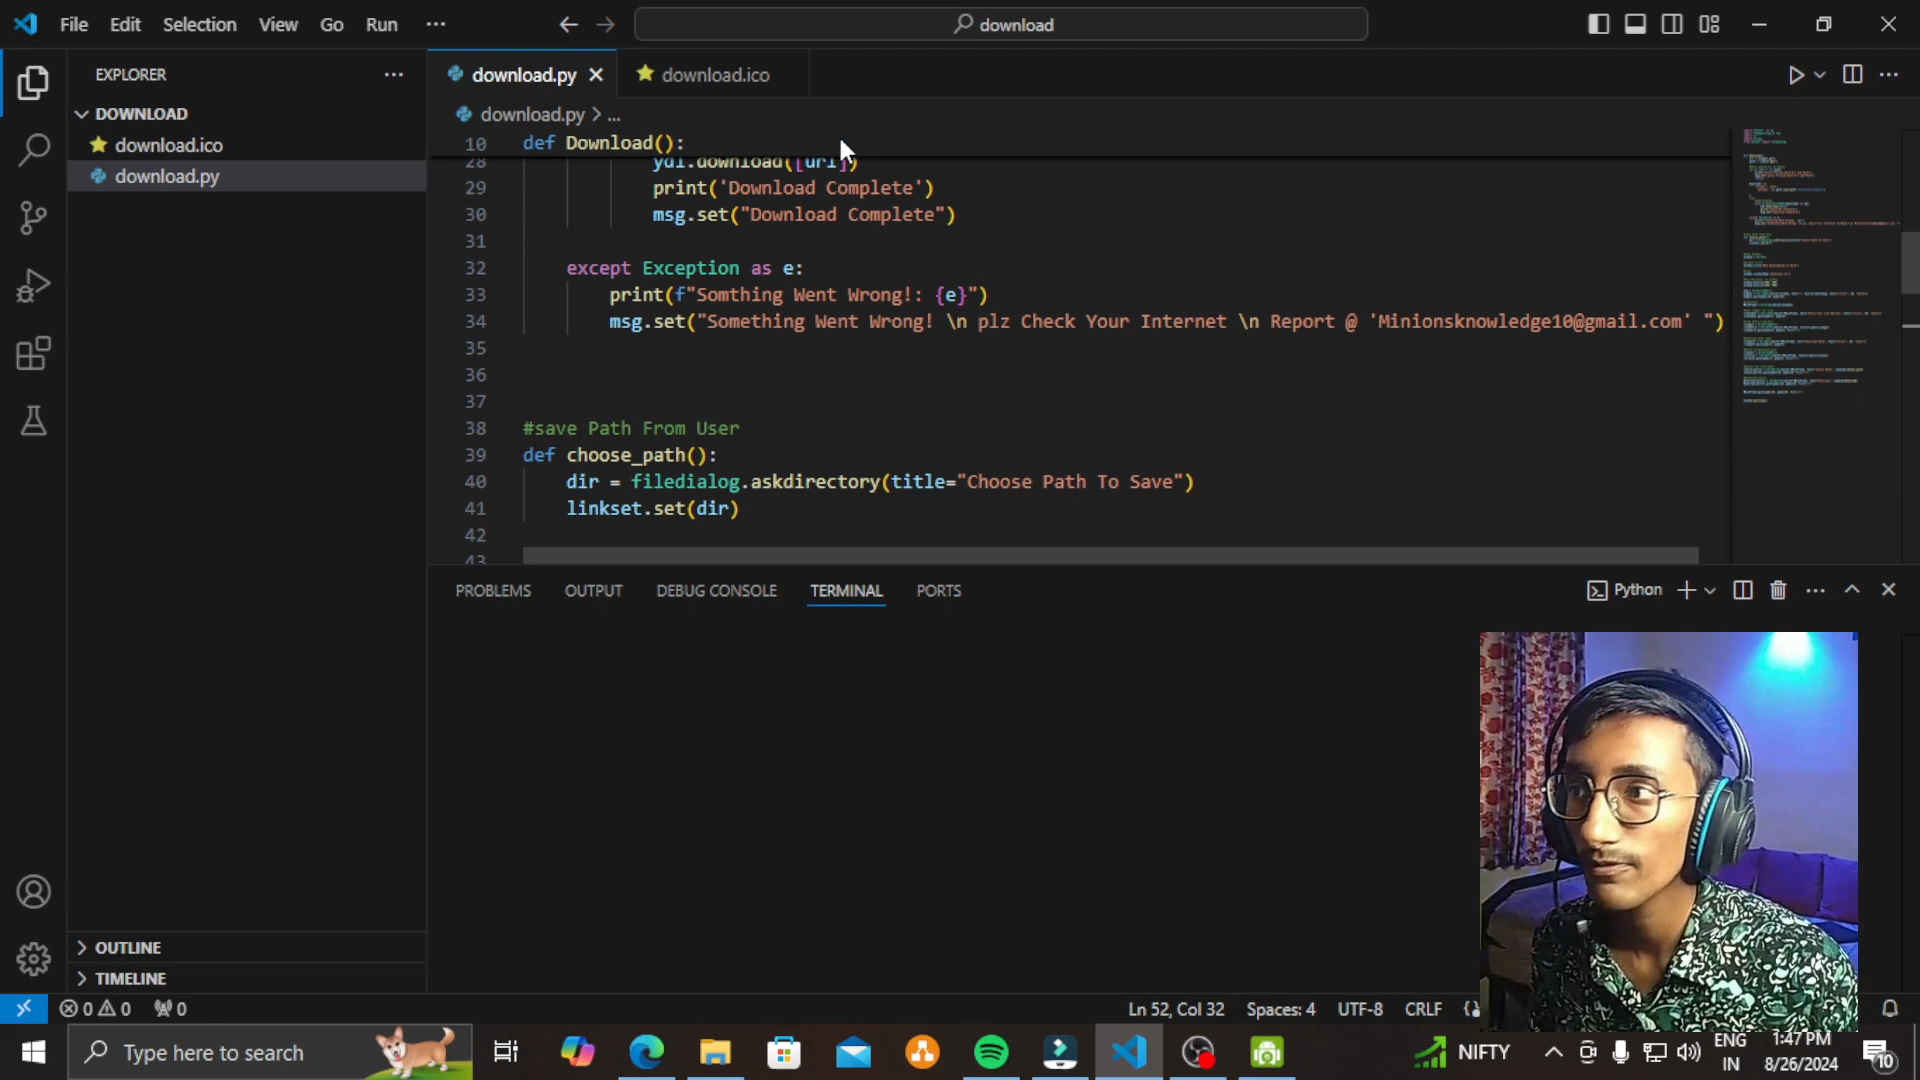 File Edit Selection View Go Run ···
download
EXPLORER
DOWNLOAD
download.ico
download.py
OUTLINE
TIMELINE
download.py
download.ico
download.py > ...
10 def Download():
28 ydl.download([url])
29 print('Download Complete')
30 msg.set("Download Complete")
31
32 except Exception as e:
33 print(f"Somthing Went Wrong!: {e}")
34 msg.set("Something Went Wrong! \n plz Check Your Internet \n Report @ 'Minionsknowledge10@gmail.com' ")
35
36
37
38 #save Path From User
39 def choose_path():
40 dir = filedialog.askdirectory(title="Choose Path To Save")
41 linkset.set(dir)
42
43
PROBLEMS OUTPUT DEBUG CONSOLE TERMINAL PORTS
Python
0 0 0
Ln 52, Col 32 Spaces: 4 UTF-8 CRLF {
Type here to search
NIFTY
ENG
IN
1:47 PM
8/26/2024
10